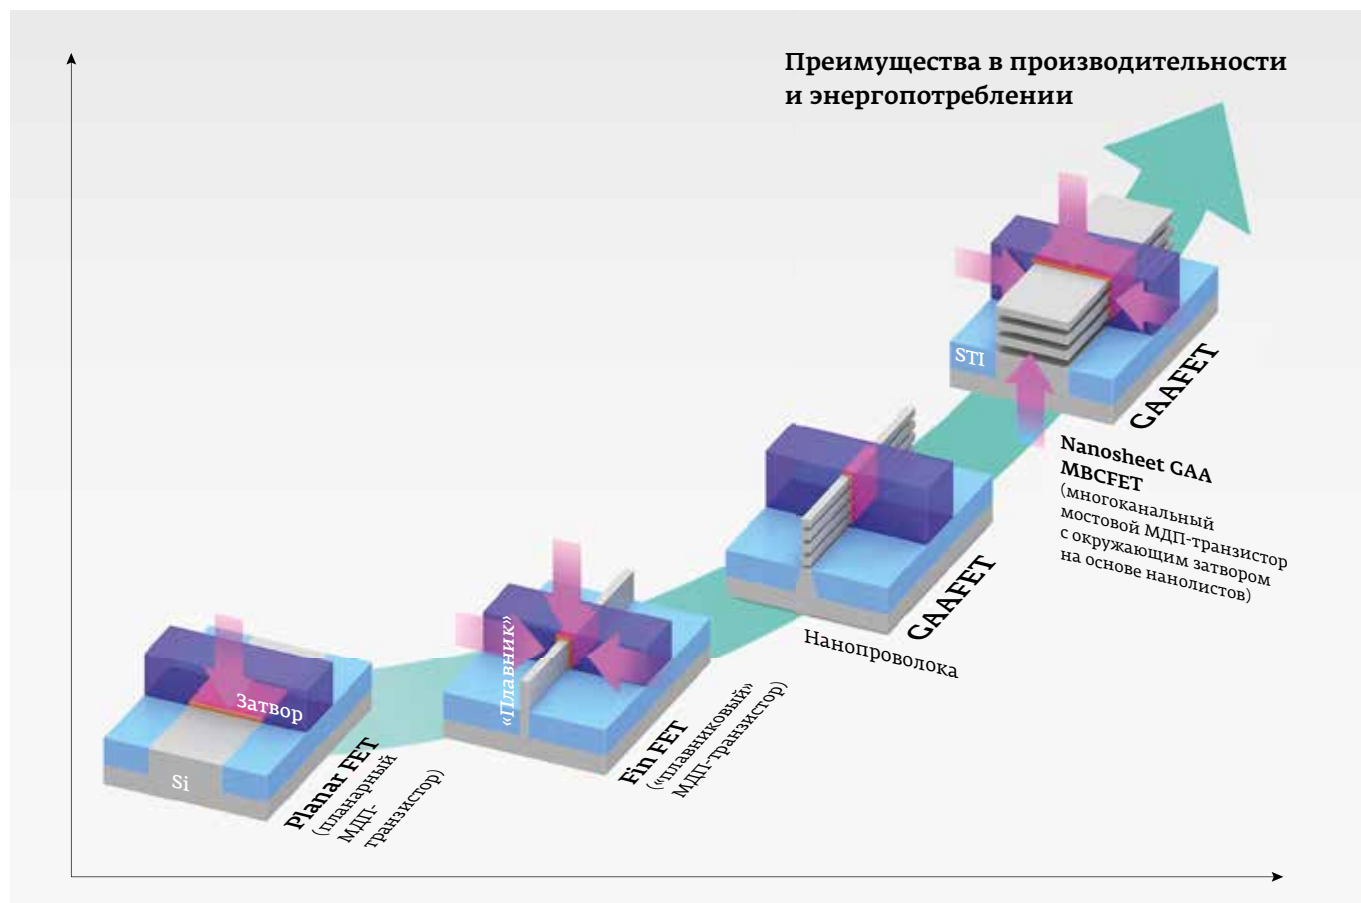 Преимущества в производительности
и энергопотреблении
STI
GAAFET
Nanosheet GAA
MBCFET
(многоканальный
мостовой МДП-транзистор
с окружающим затвором
на основе нанолистов)
GAAFET
Нанопроволока
«Плавник»
Fin FET
(«плавниковый»
МДП-транзистор)
Затвор
Si
Planar FET
(планарный
МДП-
транзистор)